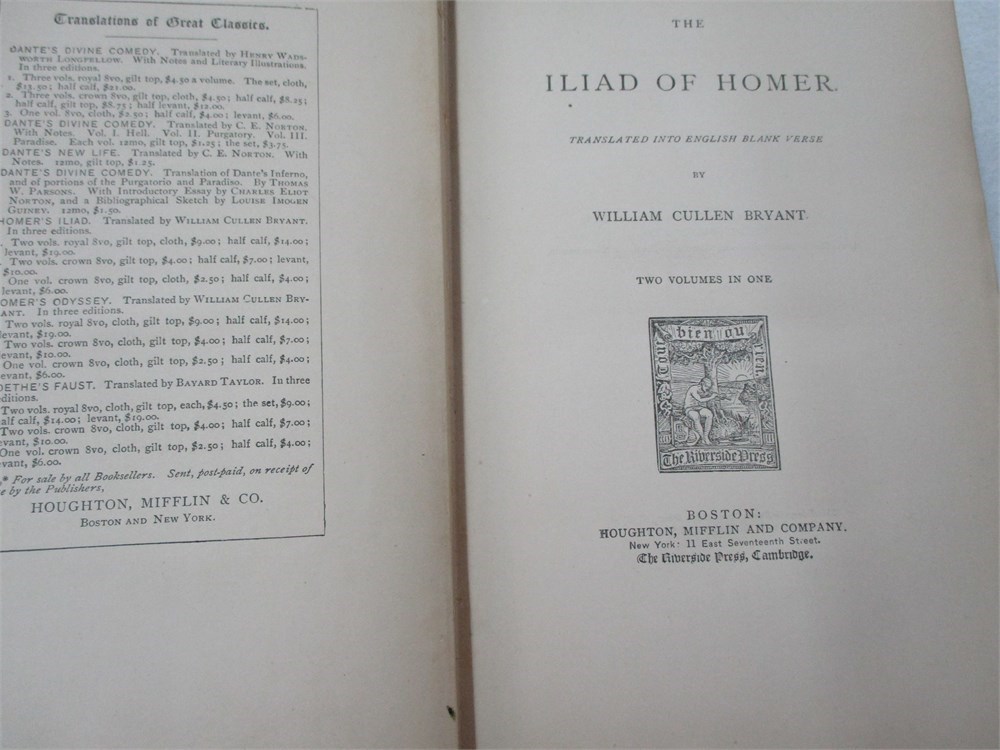 Translations of Great Classics.
DANTE'S DIVINE COMEDY. Translated by HENRY WADS-
WORTH LONGFELLOW. With Notes and Literary Illustrations.
In three editions.
1. Three vols. royal 8vo, gilt top, $4.50 a volume. The set, cloth,
$13.50; half calf, $21.00.
2. Three vols. crown 8vo, gilt top, cloth, $4.50; half calf, $8.25;
half calf, gilt top, $8.75; half levant, $12.00.
3. One vol. 8vo, cloth, $2.50; half calf, $4.00; levant, $6.00.
DANTE'S DIVINE COMEDY. Translated by C. E. NORTON.
With Notes. Vol. I. Hell. Vol. II. Purgatory. Vol. III.
Paradise. Each vol. 12mo, gilt top, $1.25; the set, $3.75.
DANTE'S NEW LIFE. Translated by C. E. NORTON. With
Notes. 12mo, gilt top, $1.25.
DANTE'S DIVINE COMEDY. Translation of Dante's Inferno,
and of portions of the Purgatorio and Paradiso. By THOMAS
W. PARSONS. With Introductory Essay by CHARLES ELIOT
NORTON, and a Bibliographical Sketch by LOUISE IMOGEN
GUINEY. 12mo, $1.50.
HOMER'S ILIAD. Translated by WILLIAM CULLEN BRYANT.
In three editions.
Two vols. royal 8vo, gilt top, cloth, $9.00; half calf, $14.00;
levant, $19.00.
Two vols. crown 8vo, gilt top, $4.00; half calf, $7.00; levant,
$10.00.
One vol. crown 8vo, gilt top, cloth, $2.50; half calf, $4.00;
levant, $6.00.
OMER'S ODYSSEY. Translated by WILLIAM CULLEN BRY-
ANT. In three editions.
Two vols. royal 8vo, cloth, gilt top, $9.00; half calf, $14.00;
levant, $19.00.
Two vols. crown 8vo, cloth, gilt top, $4.00; half calf, $7.00;
levant, $10.00.
One vol. crown 8vo, cloth, gilt top, $2.50; half calf, $4.00;
levant, $6.00.
OETHE'S FAUST. Translated by BAYARD TAYLOR. In three
editions.
Two vols. royal 8vo, cloth, gilt top, each, $4.50; the set, $9.00;
alf calf, $14.00; levant, $19.00.
Two vols. crown 8vo, cloth, gilt top, $4.00; half calf, $7.00;
evant, $10.00.
One vol. crown 8vo, cloth, gilt top, $2.50; half calf, $4.00;
vant, $6.00.
* For sale by all Booksellers. Sent, post-paid, on receipt of
e by the Publishers,
HOUGHTON, MIFFLIN & CO.
BOSTON AND NEW YORK.
THE
ILIAD OF HOMER.
TRANSLATED INTO ENGLISH BLANK VERSE
BY
WILLIAM CULLEN BRYANT.
TWO VOLUMES IN ONE
Tout bien ou rien.
The Riverside Press
BOSTON:
HOUGHTON, MIFFLIN AND COMPANY.
New York: 11 East Seventeenth Street.
The Riverside Press, Cambridge.